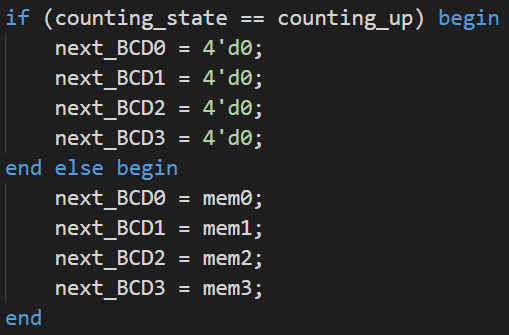 if (counting_state == counting_up) begin
    next_BCD0 = 4'd0;
    next_BCD1 = 4'd0;
    next_BCD2 = 4'd0;
    next_BCD3 = 4'd0;
end else begin
    next_BCD0 = mem0;
    next_BCD1 = mem1;
    next_BCD2 = mem2;
    next_BCD3 = mem3;
end